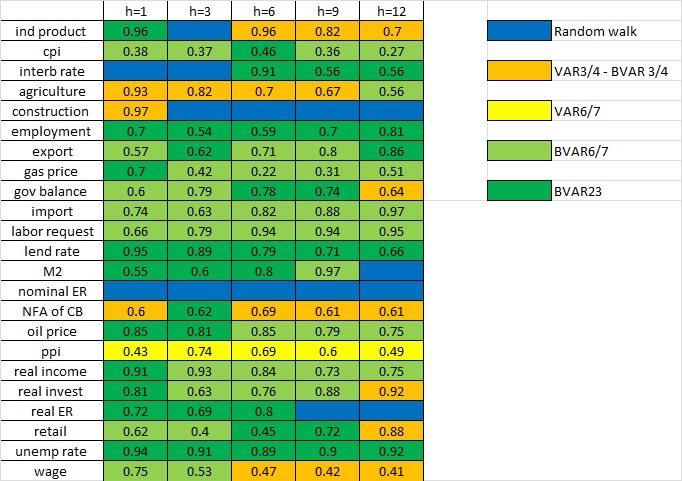 h=1 h=3 h=6 h=9 h=12
ind product 0.96 0.96 0.82 0.7 Random walk
cpi 0.38 0.37 0.46 0.36 0.27
interb rate 0.91 0.56 0.56 VAR3/4 - BVAR 3/4
agriculture 0.93 0.82 0.7 0.67 0.56
construction 0.97 VAR6/7
employment 0.7 0.54 0.59 0.7 0.81
export 0.57 0.62 0.71 0.8 0.86 BVAR6/7
gas price 0.7 0.42 0.22 0.31 0.51
gov balance 0.6 0.79 0.78 0.74 0.64 BVAR23
import 0.74 0.63 0.82 0.88 0.97
labor request 0.66 0.79 0.94 0.94 0.95
lend rate 0.95 0.89 0.79 0.71 0.66
M2 0.55 0.6 0.8 0.97
nominal ER
NFA of CB 0.6 0.62 0.69 0.61 0.61
oil price 0.85 0.81 0.85 0.79 0.75
ppi 0.43 0.74 0.69 0.6 0.49
real income 0.91 0.93 0.84 0.73 0.75
real invest 0.81 0.63 0.76 0.88 0.92
real ER 0.72 0.69 0.8
retail 0.62 0.4 0.45 0.72 0.88
unemp rate 0.94 0.91 0.89 0.9 0.92
wage 0.75 0.53 0.47 0.42 0.41